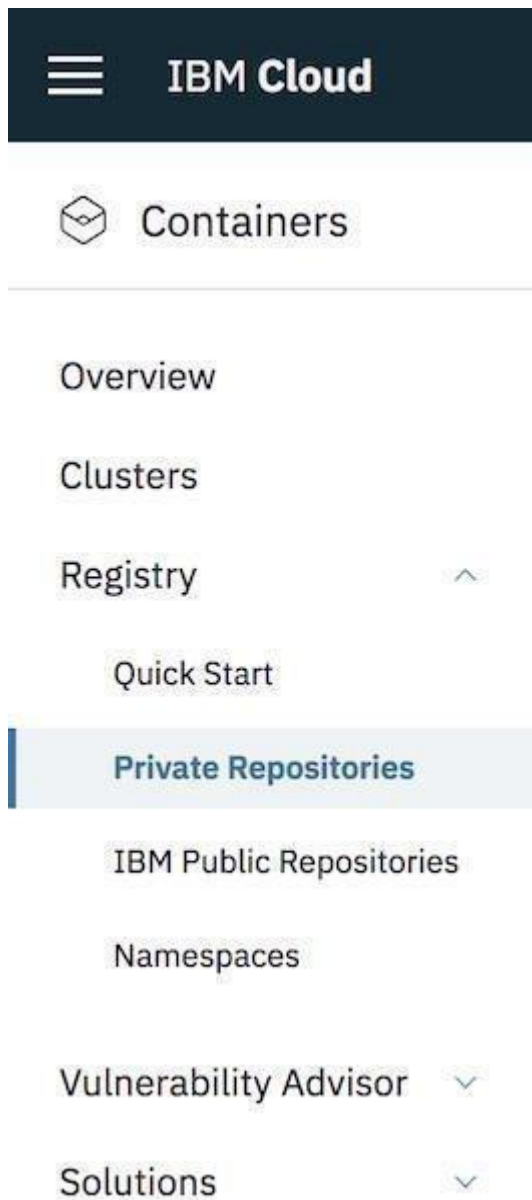 IBM Cloud
Containers
Overview
Clusters
Registry
Quick Start
Private Repositories
IBM Public Repositories
Namespaces
Vulnerability Advisor
Solutions